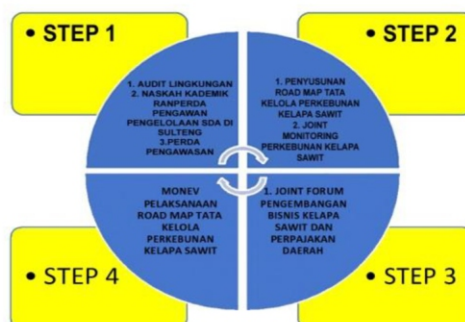 • STEP 1
1. AUDIT LINGKUNGAN
2. NASKAH KADEMIK
RANPERDA
PENGAWAN
PENGELOLAAN SDA DI
SULTENG
3.PERDA
PENGAWASAN
• STEP 2
1. PENYUSUNAN
ROAD MAP TATA
KELOLA PERKEBUNAN
KELAPA SAWIT
2. JOINT
MONITORING
PERKEBUNAN KELAPA
SAWIT
1. JOINT FORUM
PENGEMBANGAN
BISNIS KELAPA
SAWIT DAN
PERPAJAKAN
DAERAH
• STEP 3
MONEV
PELAKSANAAN
ROAD MAP TATA
KELOLA
PERKEBUNAN
KELAPA SAWIT
• STEP 4